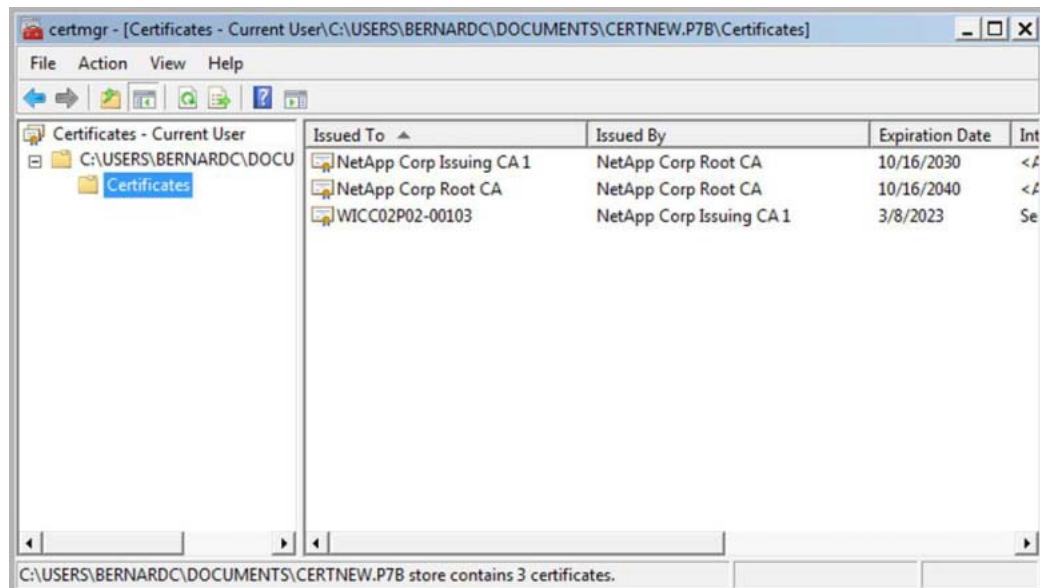 certmgr - [Certificates - Current User\C:\USERS\BERNARDC\DOCUMENTS\CERTNEW.P7B\Certificates]
File Action View Help
Certificates - Current User
C:\USERS\BERNARDC\DOCU
Certificates
Issued To Issued By Expiration Date Int
NetApp Corp Issuing CA 1 NetApp Corp Root CA 10/16/2030 <A
NetApp Corp Root CA NetApp Corp Root CA 10/16/2040 <A
WICC02P02-00103 NetApp Corp Issuing CA 1 3/8/2023 Se
C:\USERS\BERNARDC\DOCUMENTS\CERTNEW.P7B store contains 3 certificates.